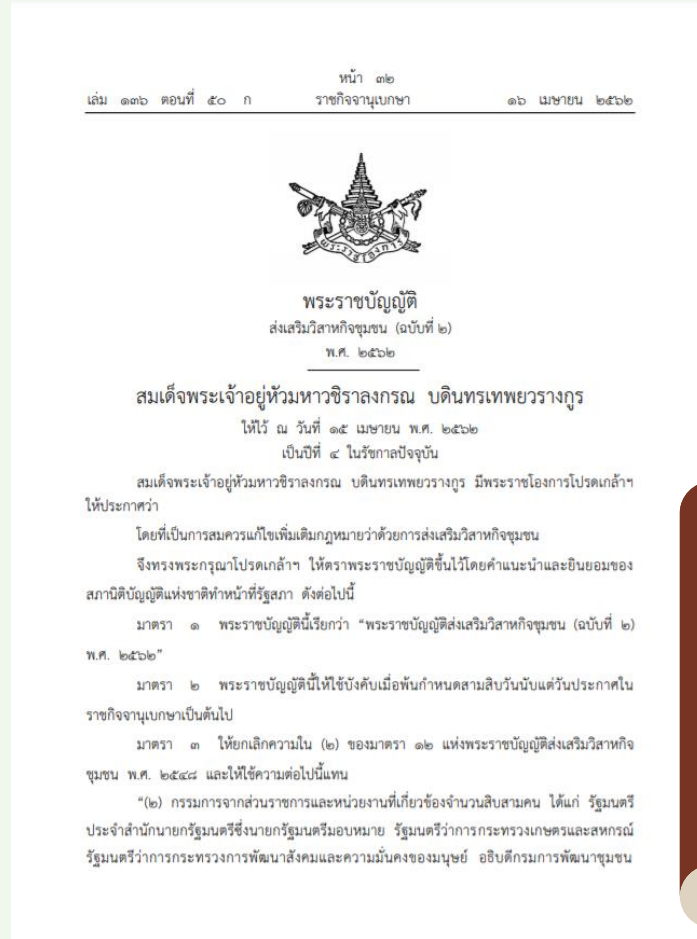 หน้า ๓๒
เล่ม ๑๓๖ ตอนที่ ๕๐ ก ราชกิจจานุเบกษา ๑๖ เมษายน ๒๕๖๒
พระบรมราชโองการ
พระราชบัญญัติ
ส่งเสริมวิสาหกิจชุมชน (ฉบับที่ ๒)
พ.ศ. ๒๕๖๒
สมเด็จพระเจ้าอยู่หัวมหาวชิราลงกรณ บดินทรเทพยวรางกูร
ให้ไว้ ณ วันที่ ๑๕ เมษายน พ.ศ. ๒๕๖๒
เป็นปีที่ ๔ ในรัชกาลปัจจุบัน
สมเด็จพระเจ้าอยู่หัวมหาวชิราลงกรณ บดินทรเทพยวรางกูร มีพระราชโองการโปรดเกล้าฯ
ให้ประกาศว่า
โดยที่เป็นการสมควรแก้ไขเพิ่มเติมกฎหมายว่าด้วยการส่งเสริมวิสาหกิจชุมชน
จึงทรงพระกรุณาโปรดเกล้าฯ ให้ตราพระราชบัญญัติขึ้นไว้โดยคำแนะนำและยินยอมของ
สภานิติบัญญัติแห่งชาติทำหน้าที่รัฐสภา ดังต่อไปนี้
มาตรา ๑ พระราชบัญญัตินี้เรียกว่า “พระราชบัญญัติส่งเสริมวิสาหกิจชุมชน (ฉบับที่ ๒)
พ.ศ. ๒๕๖๒”
มาตรา ๒ พระราชบัญญัตินี้ให้ใช้บังคับเมื่อพ้นกำหนดสามสิบวันนับแต่วันประกาศใน
ราชกิจจานุเบกษาเป็นต้นไป
มาตรา ๓ ให้ยกเลิกความใน (๒) ของมาตรา ๑๒ แห่งพระราชบัญญัติส่งเสริมวิสาหกิจ
ชุมชน พ.ศ. ๒๕๔๘ และให้ใช้ความต่อไปนี้แทน
“(๒) กรรมการจากส่วนราชการและหน่วยงานที่เกี่ยวข้องจำนวนสิบสามคน ได้แก่ รัฐมนตรี
ประจำสำนักนายกรัฐมนตรีซึ่งนายกรัฐมนตรีมอบหมาย รัฐมนตรีว่าการกระทรวงเกษตรและสหกรณ์
รัฐมนตรีว่าการกระทรวงการพัฒนาสังคมและความมั่นคงของมนุษย์ อธิบดีกรมการพัฒนาชุมชน